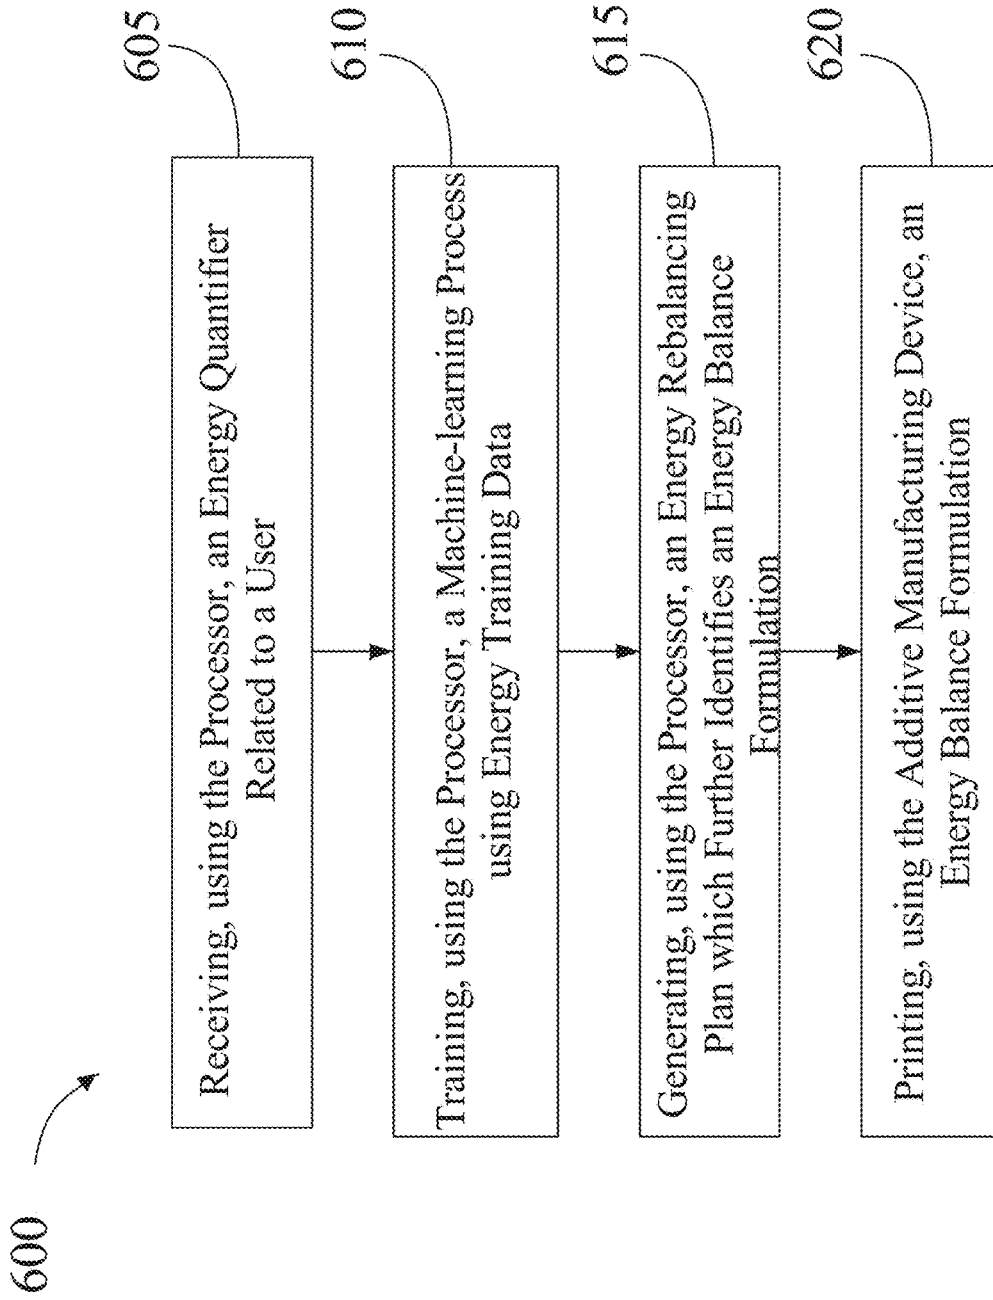 600
605
Receiving, using the Processor, an Energy Quantifier
Related to a User
610
Training, using the Processor, a Machine-learning Process
using Energy Training Data
615
Generating, using the Processor, an Energy Rebalancing
Plan which Further Identifies an Energy Balance
Formulation
620
Printing, using the Additive Manufacturing Device, an
Energy Balance Formulation